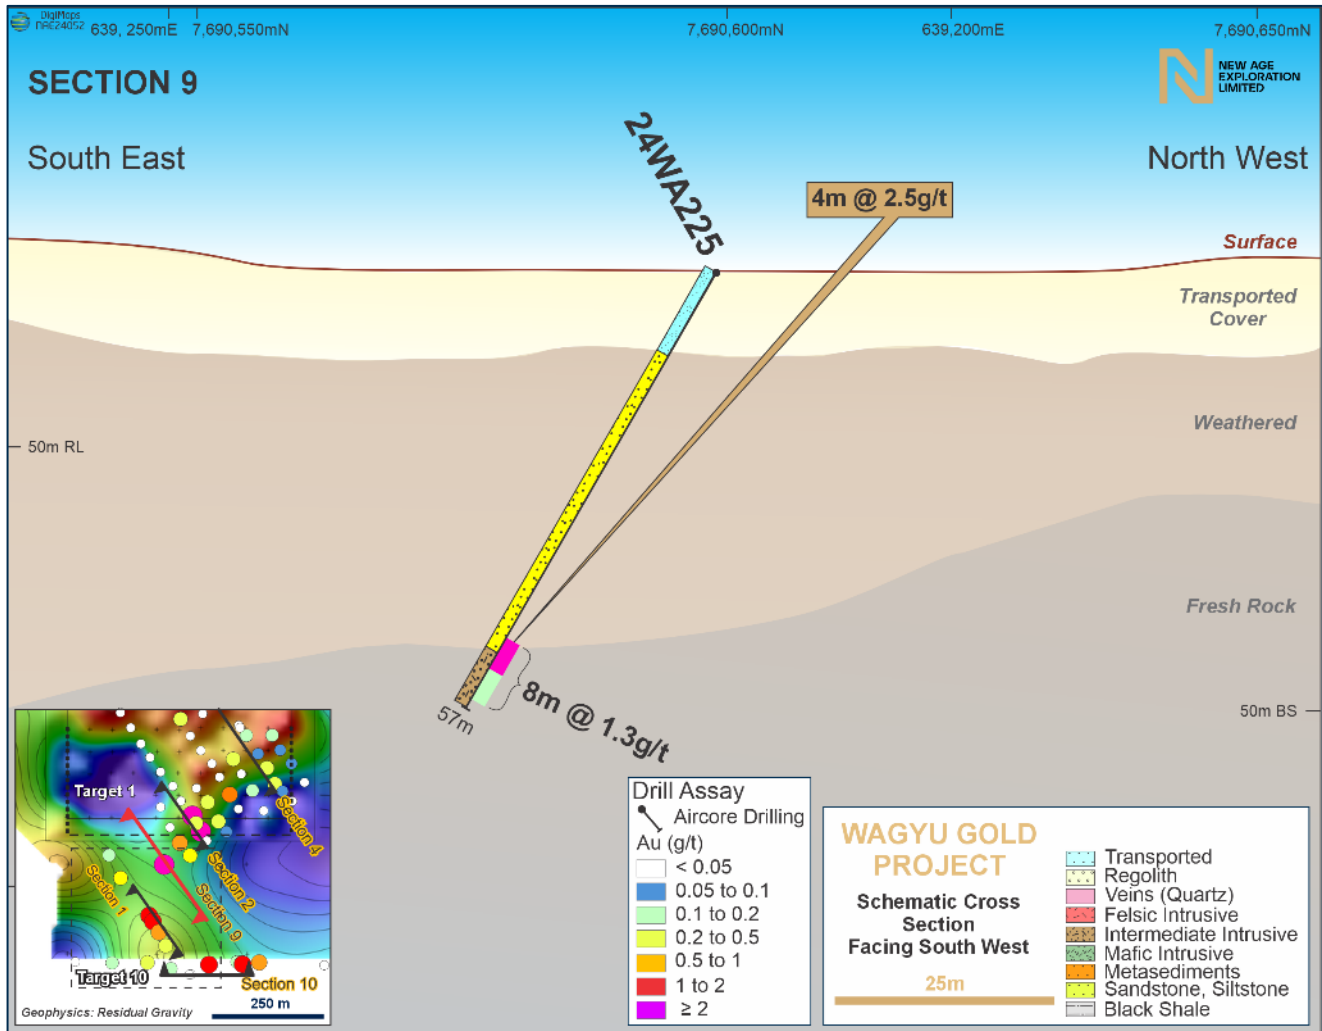 DigiMaps
NAE24052
639, 250mE
7,690,550mN
7,690,600mN
639,200mE
7,690,650mN
SECTION 9
NEW AGE
EXPLORATION
LIMITED
South East
North West
24WA225
4m @ 2.5g/t
Surface
Transported
Cover
Weathered
50m RL
Fresh Rock
8m @ 1.3g/t
57m
50m BS
Target 1
Section 4
Section 1
Section 2
Section 9
Target 10
Section 10
Geophysics: Residual Gravity
250 m
Drill Assay
Aircore Drilling
Au (g/t)
< 0.05
0.05 to 0.1
0.1 to 0.2
0.2 to 0.5
0.5 to 1
1 to 2
≥ 2
WAGYU GOLD
PROJECT
Schematic Cross
Section
Facing South West
25m
Transported
Regolith
Veins (Quartz)
Felsic Intrusive
Intermediate Intrusive
Mafic Intrusive
Metasediments
Sandstone, Siltstone
Black Shale